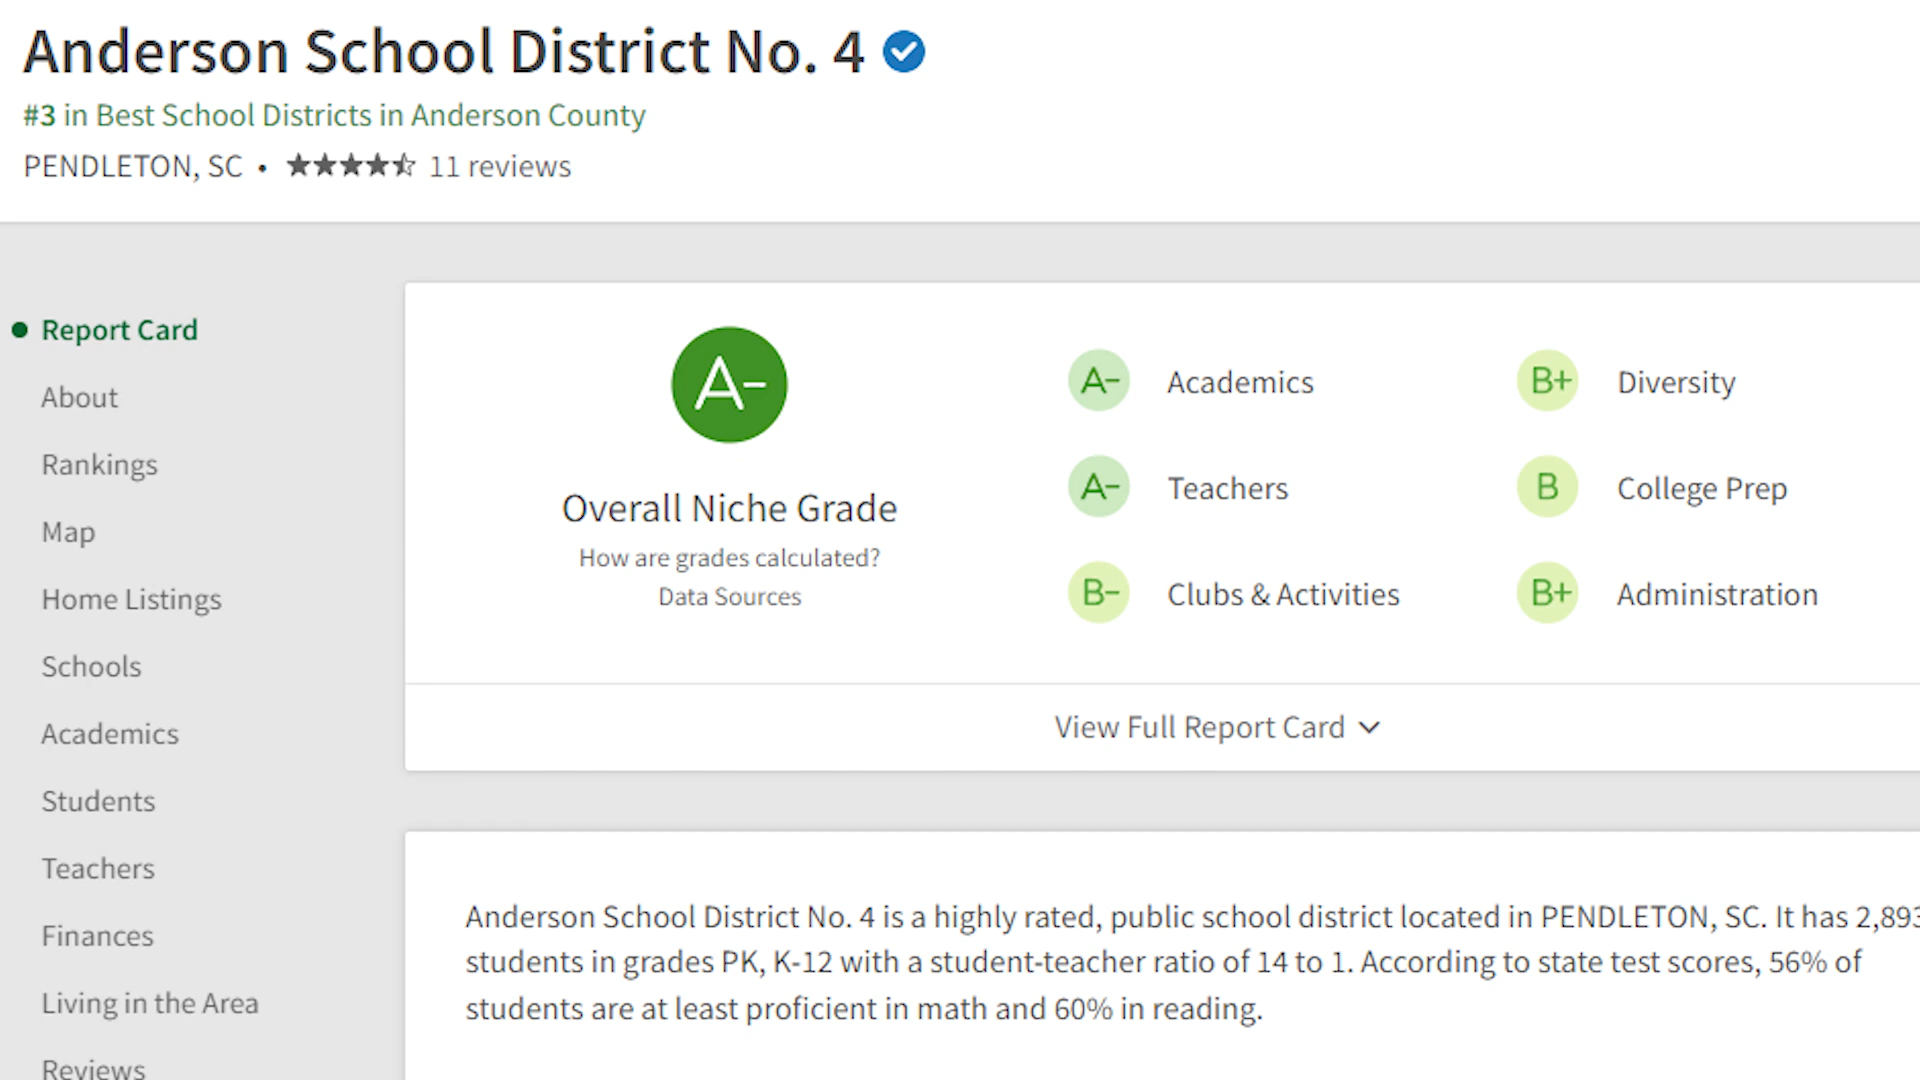 Anderson School District No. 4
#3 in Best School Districts in Anderson County
PENDLETON, SC • 11 reviews
Report Card
About
Rankings
Map
Home Listings
Schools
Academics
Students
Teachers
Finances
Living in the Area
Reviews
A-
Overall Niche Grade
How are grades calculated?
Data Sources
A- Academics
A- Teachers
B- Clubs & Activities
B+ Diversity
B College Prep
B+ Administration
View Full Report Card
Anderson School District No. 4 is a highly rated, public school district located in PENDLETON, SC. It has 2,893
students in grades PK, K-12 with a student-teacher ratio of 14 to 1. According to state test scores, 56% of
students are at least proficient in math and 60% in reading.